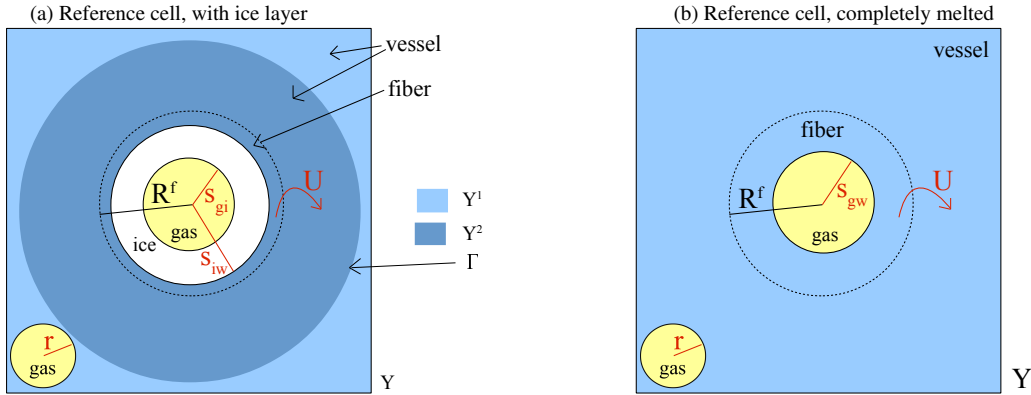 (a) Reference cell, with ice layer
vessel
fiber
R^f
s_gi
U
gas
ice
s_iw
Y^1
Y^2
Γ
r
gas
Y
(b) Reference cell, completely melted
vessel
fiber
R^f
s_gw
U
gas
r
gas
Y